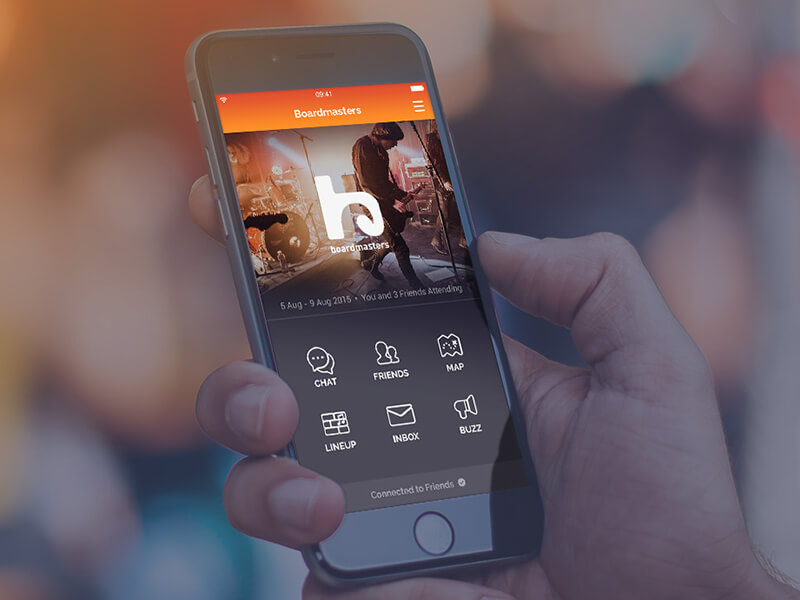 09:41
Boardmasters
boardmasters
5 Aug - 9 Aug 2015 • You and 3 Friends Attending
CHAT
FRIENDS
MAP
LINEUP
INBOX
BUZZ
Connected to Friends